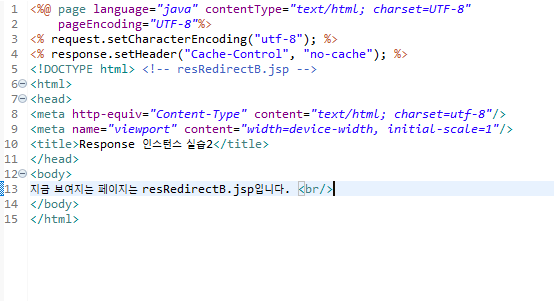 1 <%@ page language="java" contentType="text/html; charset=UTF-8"
2 pageEncoding="UTF-8"%>
3 <% request.setCharacterEncoding("utf-8"); %>
4 <% response.setHeader("Cache-Control", "no-cache"); %>
5 <!DOCTYPE html> <!-- resRedirectB.jsp -->
6 <html>
7 <head>
8 <meta http-equiv="Content-Type" content="text/html; charset=utf-8"/>
9 <meta name="viewport" content="width=device-width, initial-scale=1"/>
10 <title>Response 인스턴스 실습2</title>
11 </head>
12 <body>
13 지금 보여지는 페이지는 resRedirectB.jsp입니다. <br/>
14 </body>
15 </html>